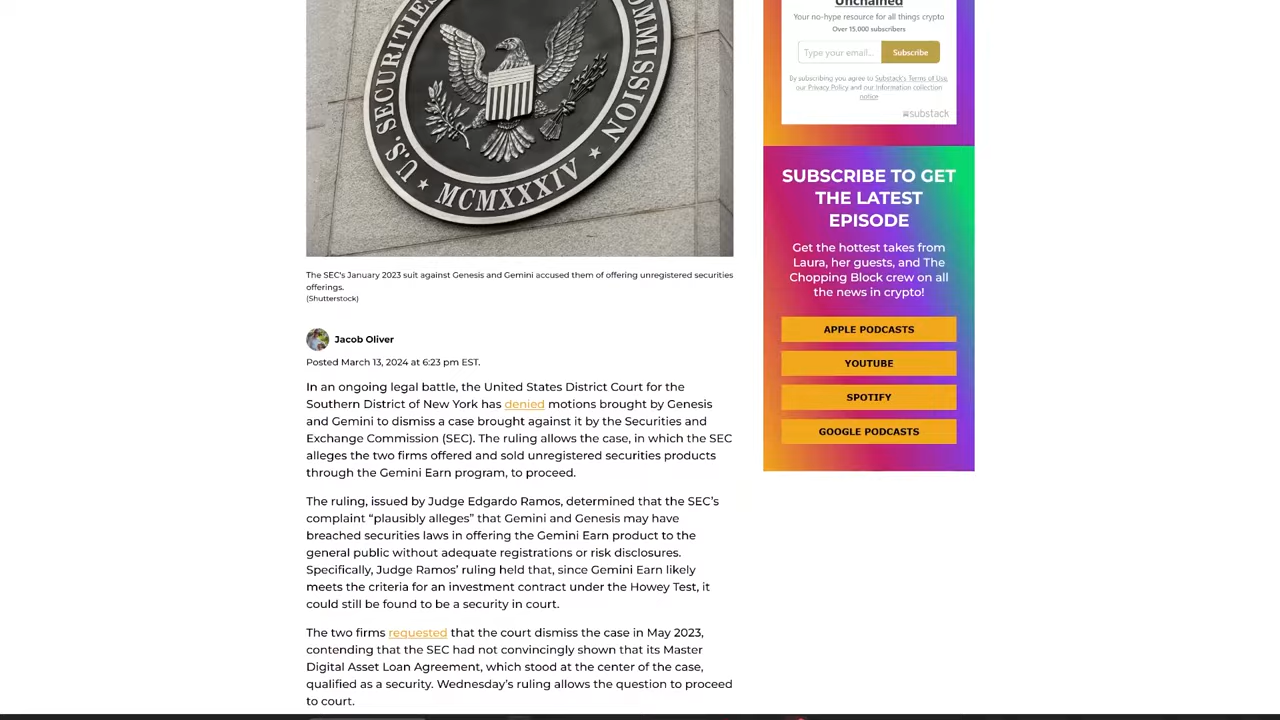 U.S. SECURITIES
COMMISSION
MCMXXXIV
The SEC's January 2023 suit against Genesis and Gemini accused them of offering unregistered securities
offerings.
(Shutterstock)
Jacob Oliver
Posted March 13, 2024 at 6:23 pm EST.
In an ongoing legal battle, the United States District Court for the
Southern District of New York has denied motions brought by Genesis
and Gemini to dismiss a case brought against it by the Securities and
Exchange Commission (SEC). The ruling allows the case, in which the SEC
alleges the two firms offered and sold unregistered securities products
through the Gemini Earn program, to proceed.
The ruling, issued by Judge Edgardo Ramos, determined that the SEC’s
complaint “plausibly alleges” that Gemini and Genesis may have
breached securities laws in offering the Gemini Earn product to the
general public without adequate registrations or risk disclosures.
Specifically, Judge Ramos’ ruling held that, since Gemini Earn likely
meets the criteria for an investment contract under the Howey Test, it
could still be found to be a security in court.
The two firms requested that the court dismiss the case in May 2023,
contending that the SEC had not convincingly shown that its Master
Digital Asset Loan Agreement, which stood at the center of the case,
qualified as a security. Wednesday’s ruling allows the question to proceed
to court.
Unchained
Your no-hype resource for all things crypto
Over 15,000 subscribers
Type your email...
Subscribe
By subscribing you agree to Substack's Terms of Use,
our Privacy Policy and our Information collection
notice
substack
SUBSCRIBE TO GET
THE LATEST
EPISODE
Get the hottest takes from
Laura, her guests, and The
Chopping Block crew on all
the news in crypto!
APPLE PODCASTS
YOUTUBE
SPOTIFY
GOOGLE PODCASTS